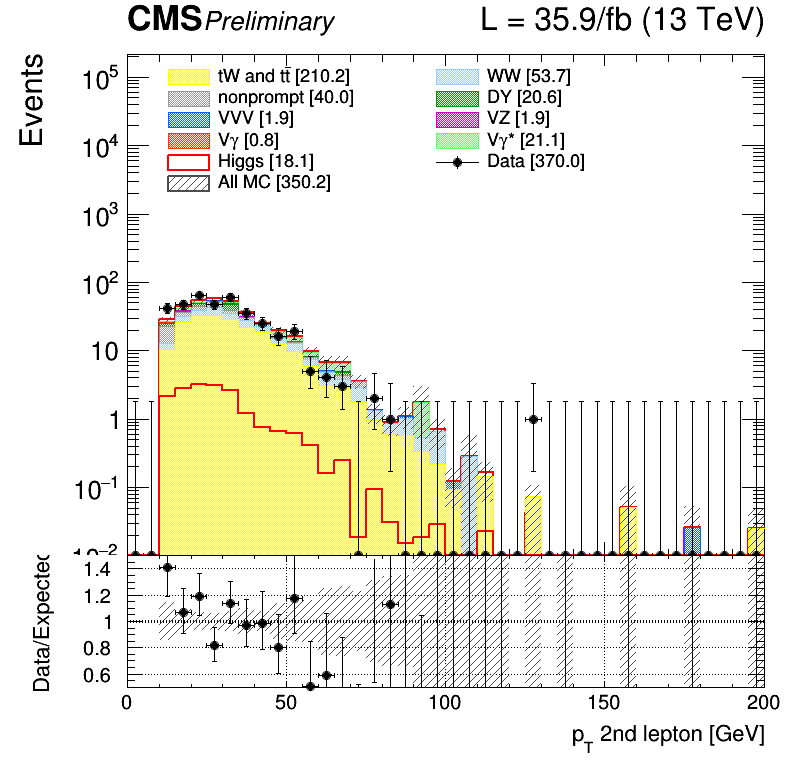 CMS Preliminary L = 35.9/fb (13 TeV)
Events
10⁵
10⁴
10³
10²
10
1
10⁻¹
10⁻²
tW and tt̄ [210.2]
nonprompt [40.0]
VVV [1.9]
Vγ [0.8]
Higgs [18.1]
All MC [350.2]
WW [53.7]
DY [20.6]
VZ [1.9]
Vγ* [21.1]
Data [370.0]
Data/Expected
1.4
1.2
1
0.8
0.6
0 50 100 150 200
p_T 2nd lepton [GeV]